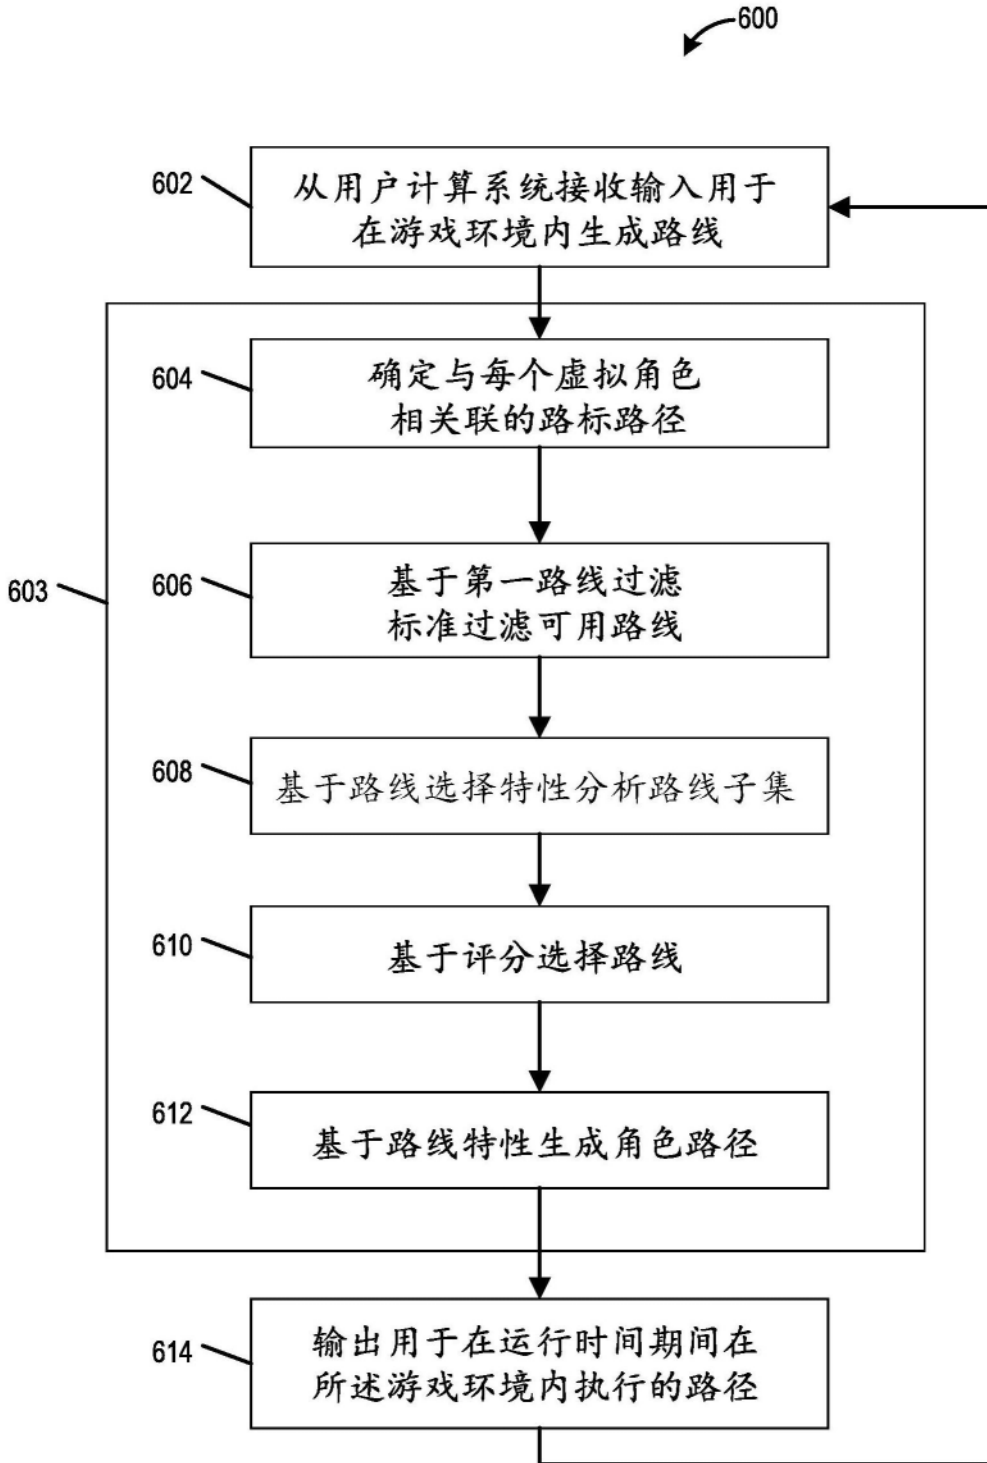 600
602
从用户计算系统接收输入用于
在游戏环境内生成路线
604
确定与每个虚拟角色
相关联的路标路径
603
606
基于第一路线过滤
标准过滤可用路线
608
基于路线选择特性分析路线子集
610
基于评分选择路线
612
基于路线特性生成角色路径
614
输出用于在运行时间期间在
所述游戏环境内执行的路径